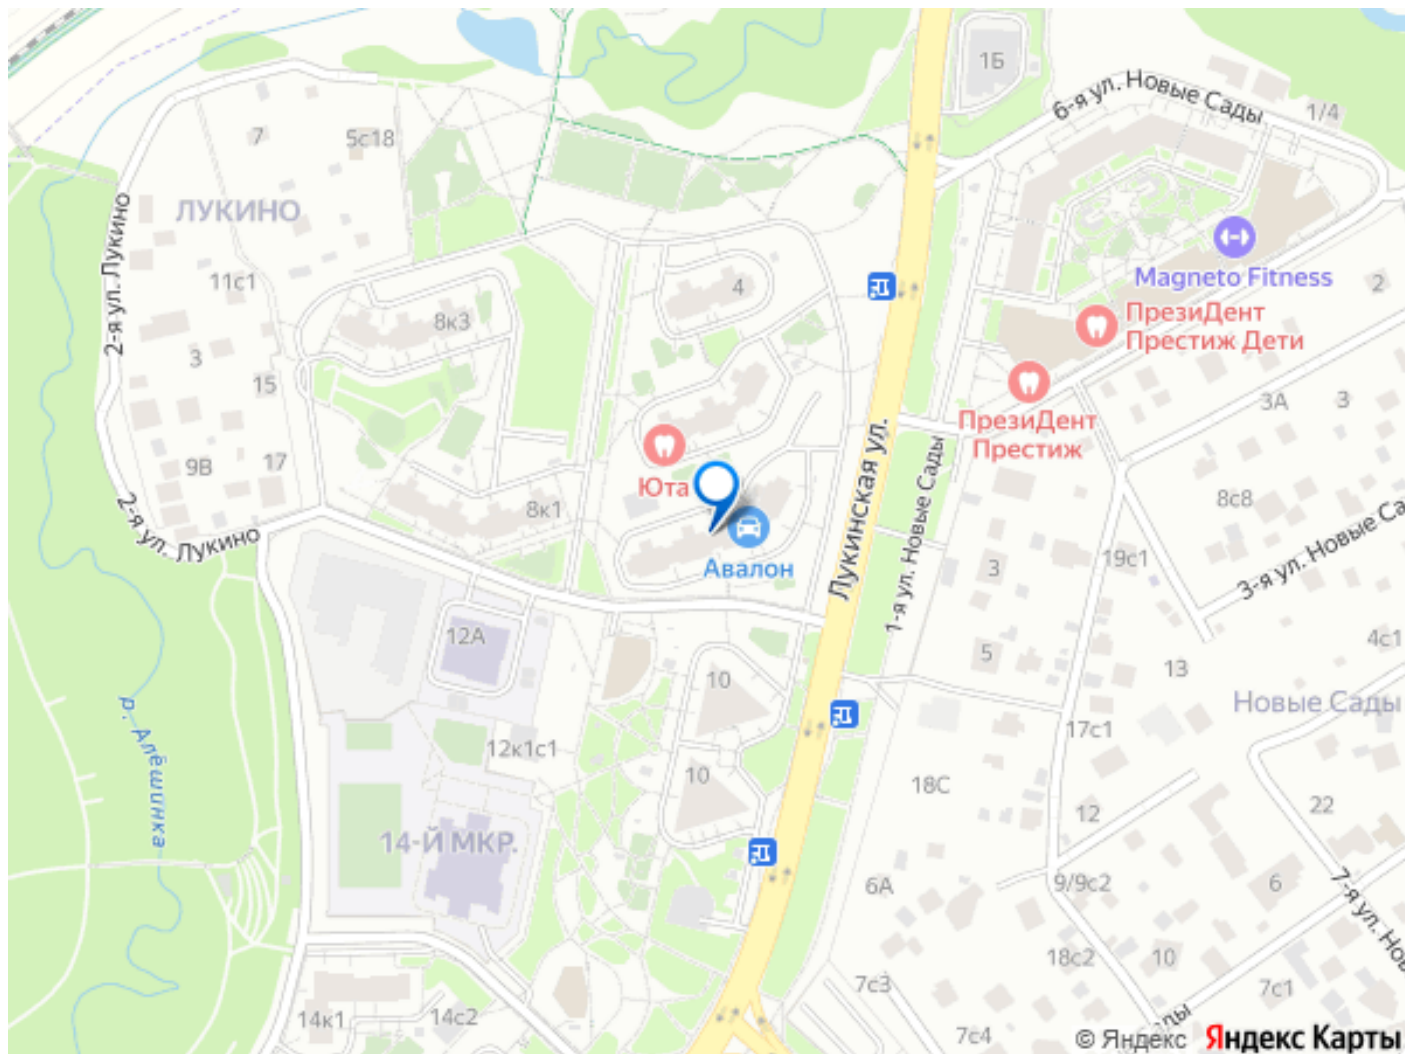 1Б
6-я ул. Новые Сады
1/4
7
5с18
ЛУКИНО
2-я ул. Лукино
11с1
4
Magneto Fitness
2
8к3
ПрезиДент
Престиж Дети
3
15
ПрезиДент
Престиж
3А
3
9В
17
Юта
8к1
Лукинская ул.
1-я ул. Новые Сады
8с8
2-я ул. Лукино
Авалон
3
19с1
3-я ул. Новые Са
12А
5
13
4с1
10
Новые Сады
р. Алёшинка
12к1с1
17с1
10
18С
12
22
14-Й МКР.
6А
9/9с2
6
7-я ул. Нов
18с2
10
7с3
7с1
14к1
14с2
7с4
ды
© Яндекс Яндекс Карты